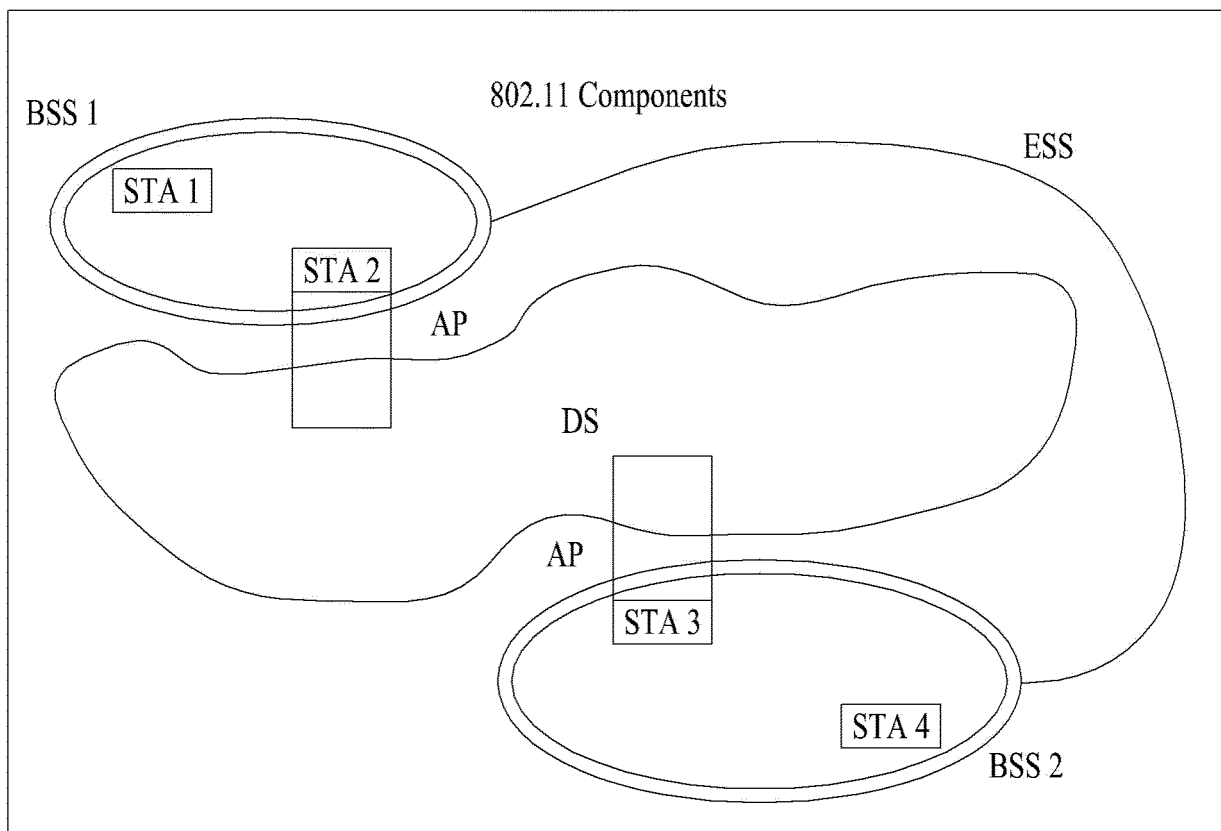 802.11 Components
BSS 1
ESS
STA 1
STA 2
AP
DS
AP
STA 3
STA 4
BSS 2